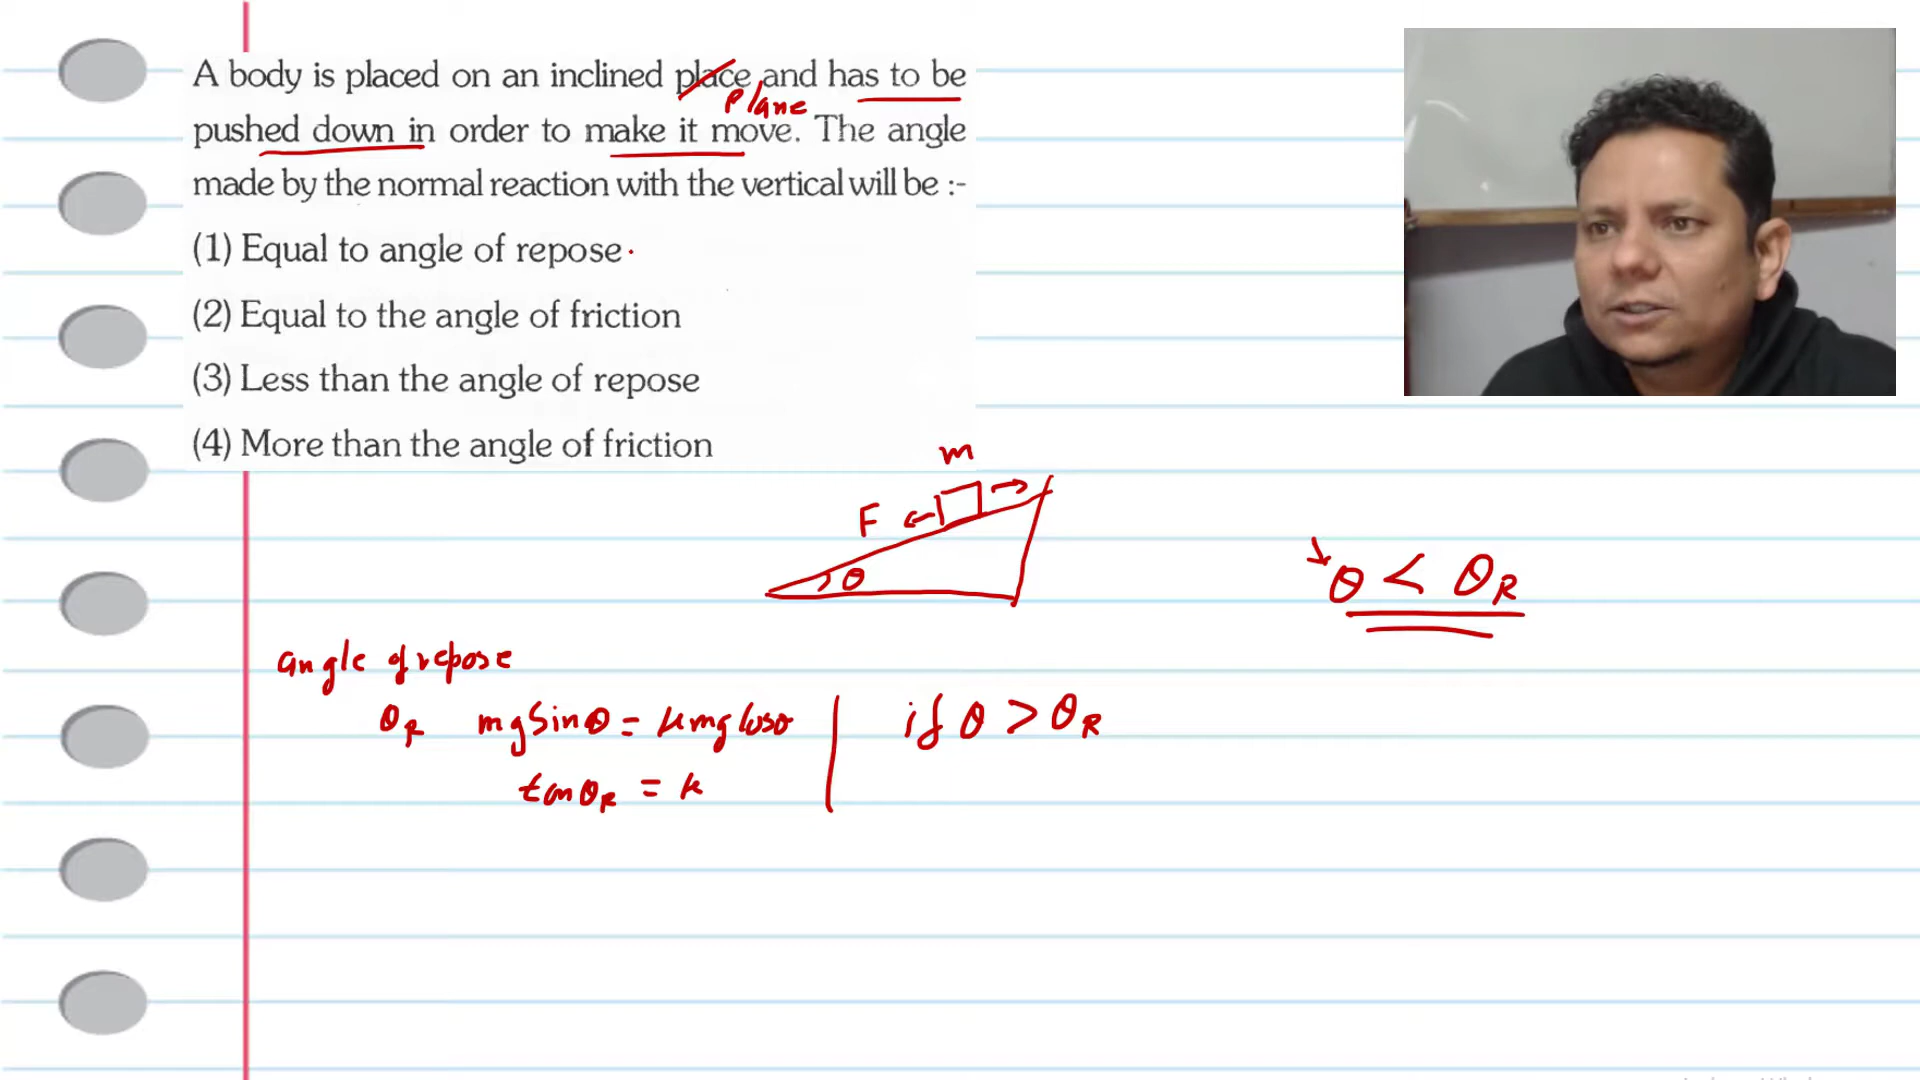 A body is placed on an inclined place and has to be
plane
pushed down in order to make it move. The angle
made by the normal reaction with the vertical will be :-
(1) Equal to angle of repose
(2) Equal to the angle of friction
(3) Less than the angle of repose
(4) More than the angle of friction
m
F
θ
θ < θR
angle of repose
θR mg sinθ = μmg cosθ if θ > θR
tanθR = μ